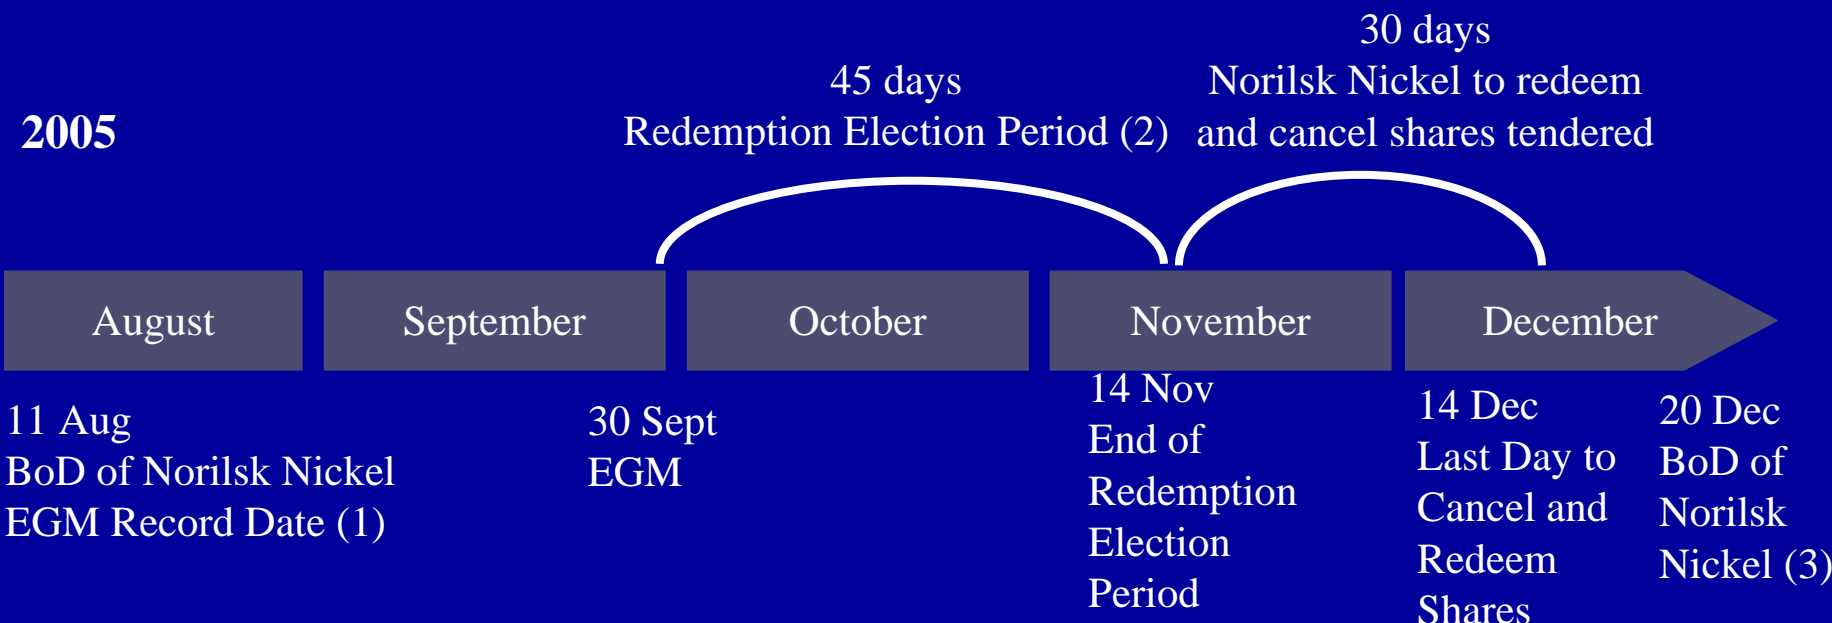 2005
45 days
Redemption Election Period (2)
30 days
Norilsk Nickel to redeem
and cancel shares tendered
August
September
October
November
December
11 Aug
BoD of Norilsk Nickel
EGM Record Date (1)
30 Sept
EGM
14 Nov
End of
Redemption
Election
Period
14 Dec
Last Day to
Cancel and
Redeem
Shares
20 Dec
BoD of
Norilsk
Nickel (3)